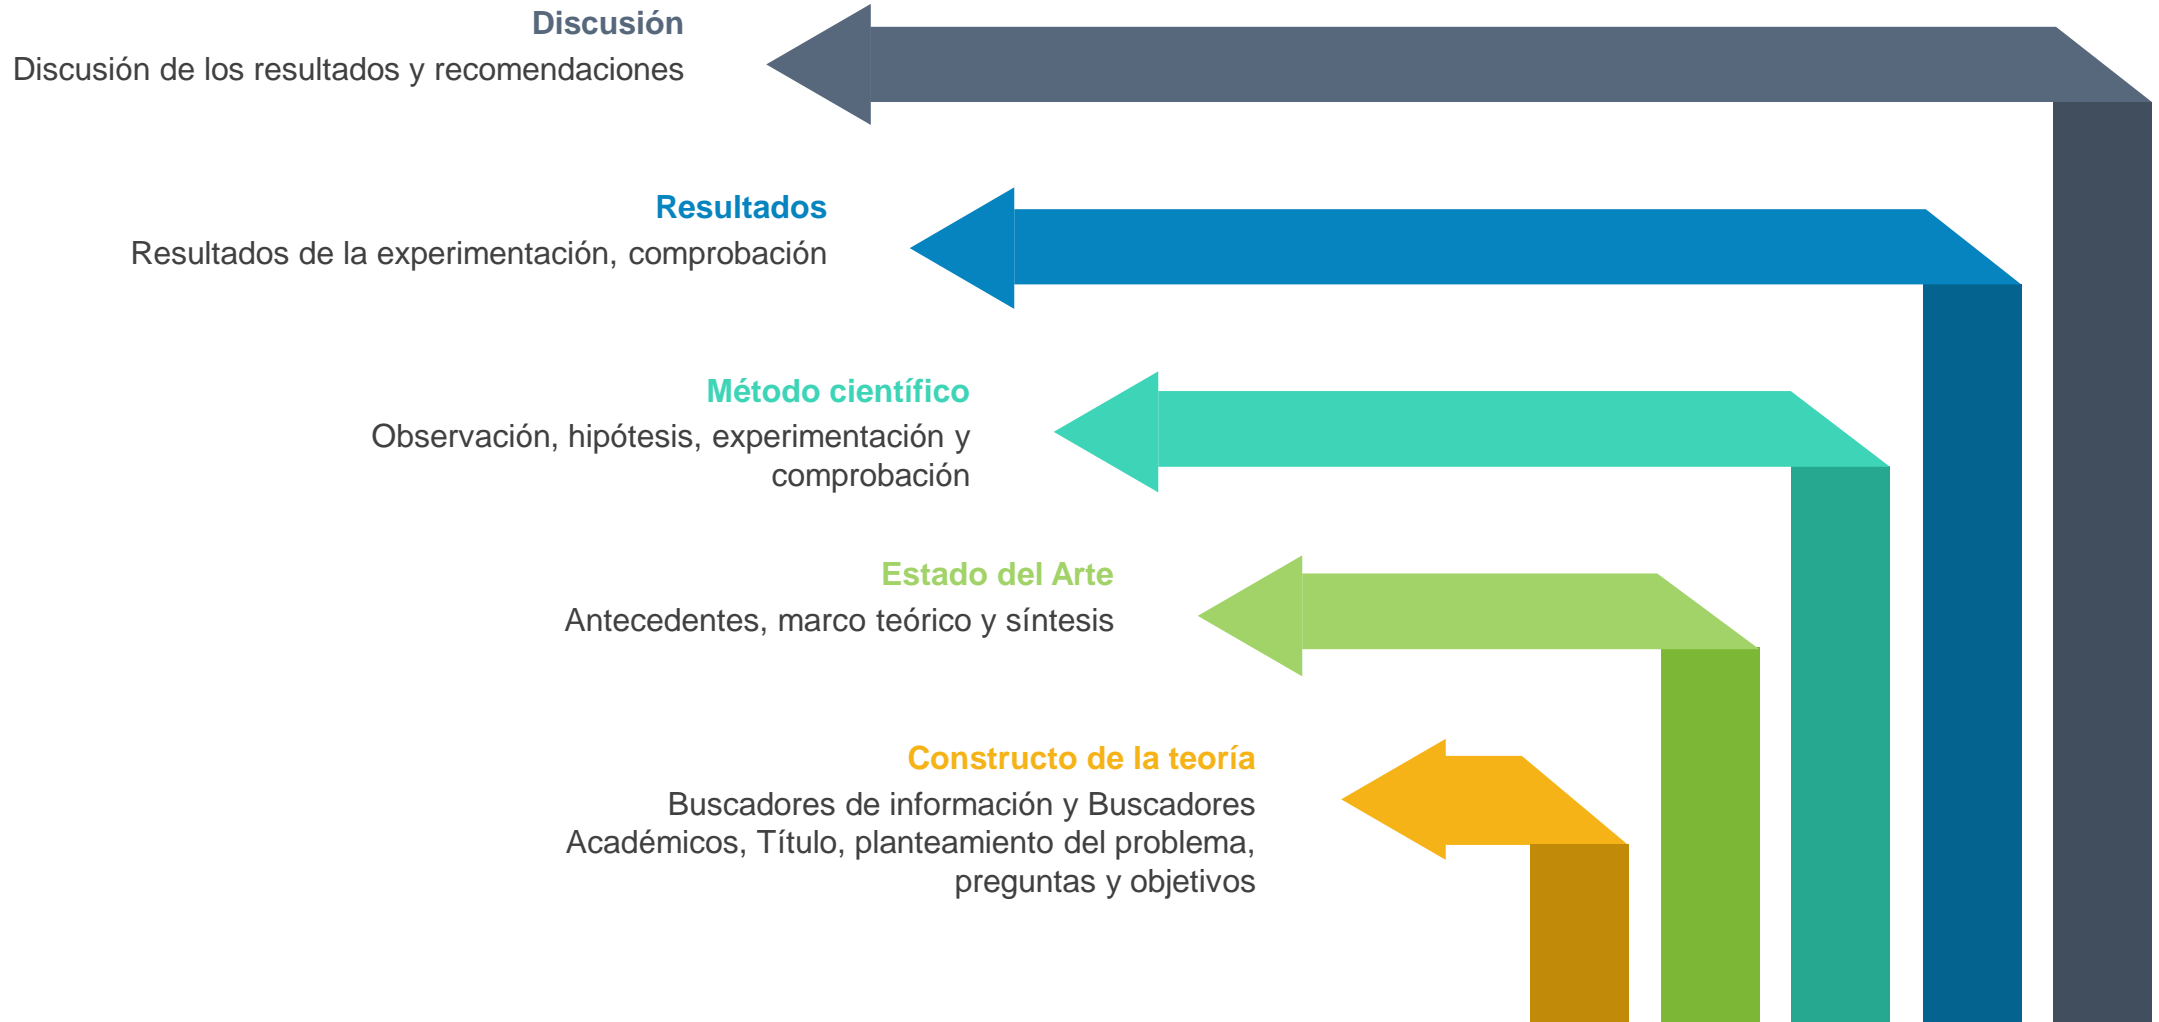 Discusión
Discusión de los resultados y recomendaciones
Resultados
Resultados de la experimentación, comprobación
Método científico
Observación, hipótesis, experimentación y
comprobación
Estado del Arte
Antecedentes, marco teórico y síntesis
Constructo de la teoría
Buscadores de información y Buscadores
Académicos, Título, planteamiento del problema,
preguntas y objetivos